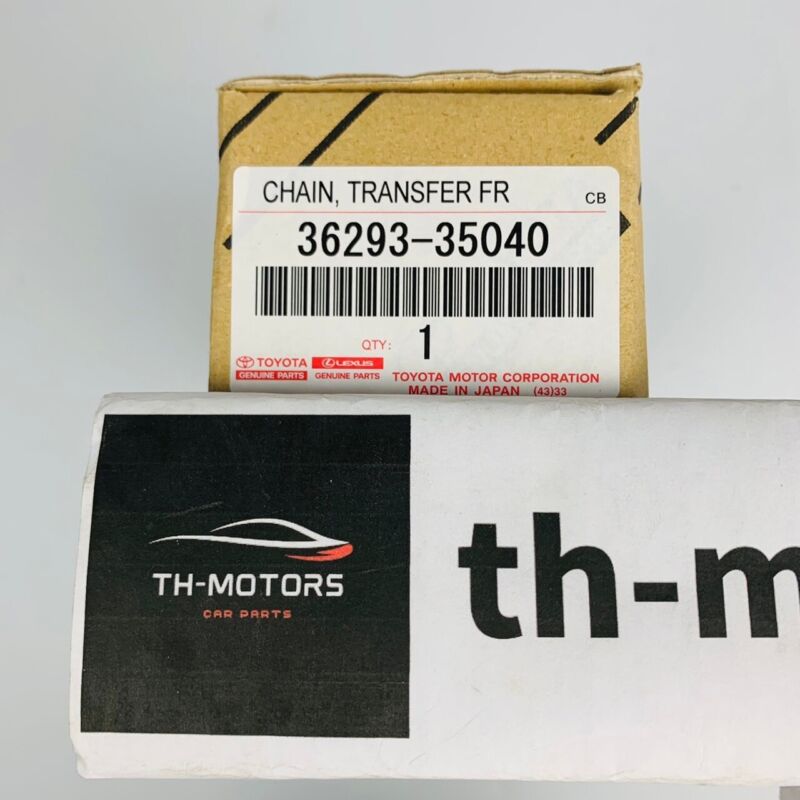 CHAIN, TRANSFER FR
CB
36293-35040
QTY: 1
TOYOTA
GENUINE PARTS
LEXUS
GENUINE PARTS
TOYOTA MOTOR CORPORATION
MADE IN JAPAN (43)33
TH-MOTORS
CAR PARTS
th-m